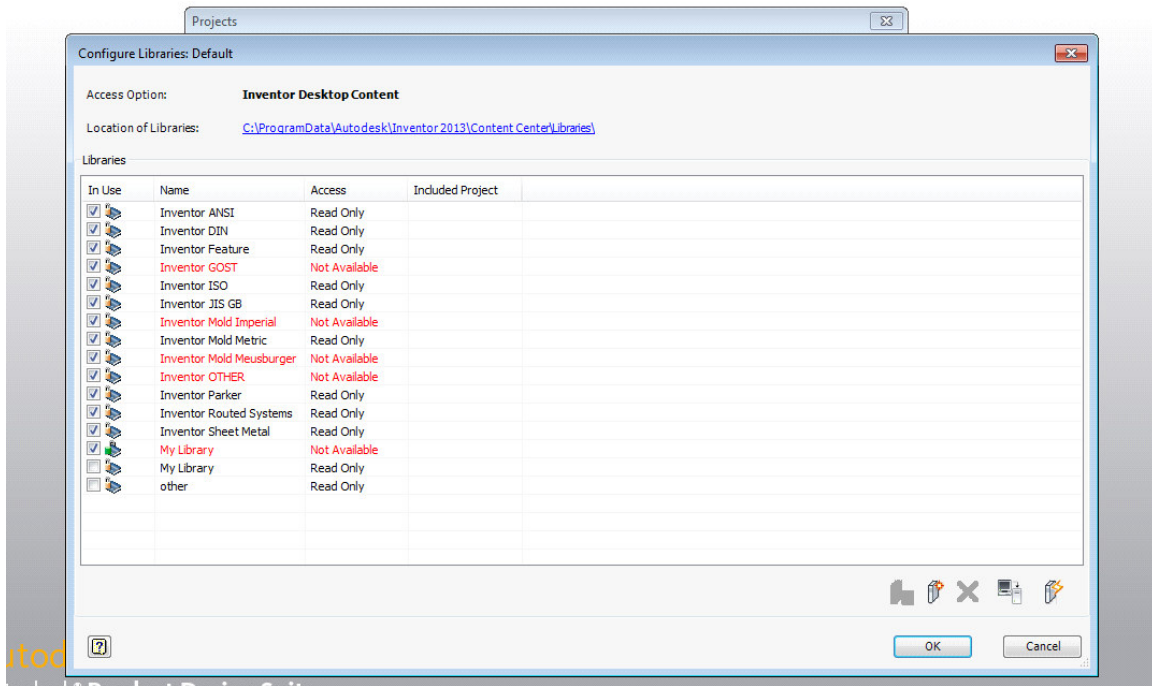 Projects
Configure Libraries: Default
Access Option: Inventor Desktop Content
Location of Libraries: C:\ProgramData\Autodesk\Inventor 2013\Content Center\Libraries\
Libraries
In Use Name Access Included Project
Inventor ANSI Read Only
Inventor DIN Read Only
Inventor Feature Read Only
Inventor GOST Not Available
Inventor ISO Read Only
Inventor JIS GB Read Only
Inventor Mold Imperial Not Available
Inventor Mold Metric Read Only
Inventor Mold Meusburger Not Available
Inventor OTHER Not Available
Inventor Parker Read Only
Inventor Routed Systems Read Only
Inventor Sheet Metal Read Only
My Library Not Available
My Library Read Only
other Read Only
OK Cancel
utod